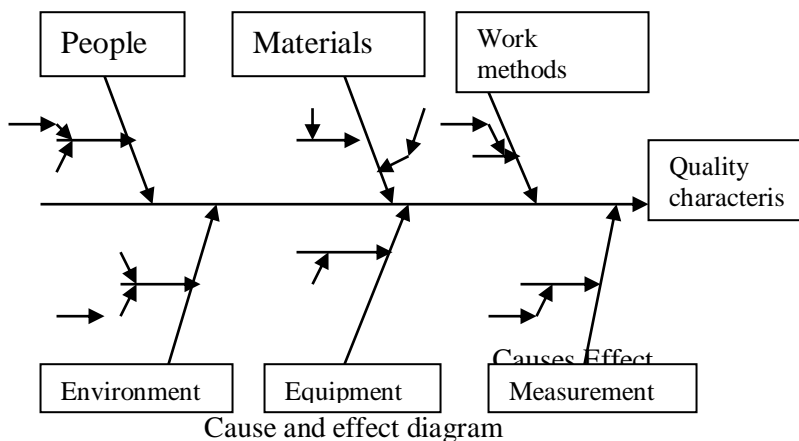 People
Materials
Work
methods
Quality
characteris
Causes Effect
Environment
Equipment
Measurement
Cause and effect diagram